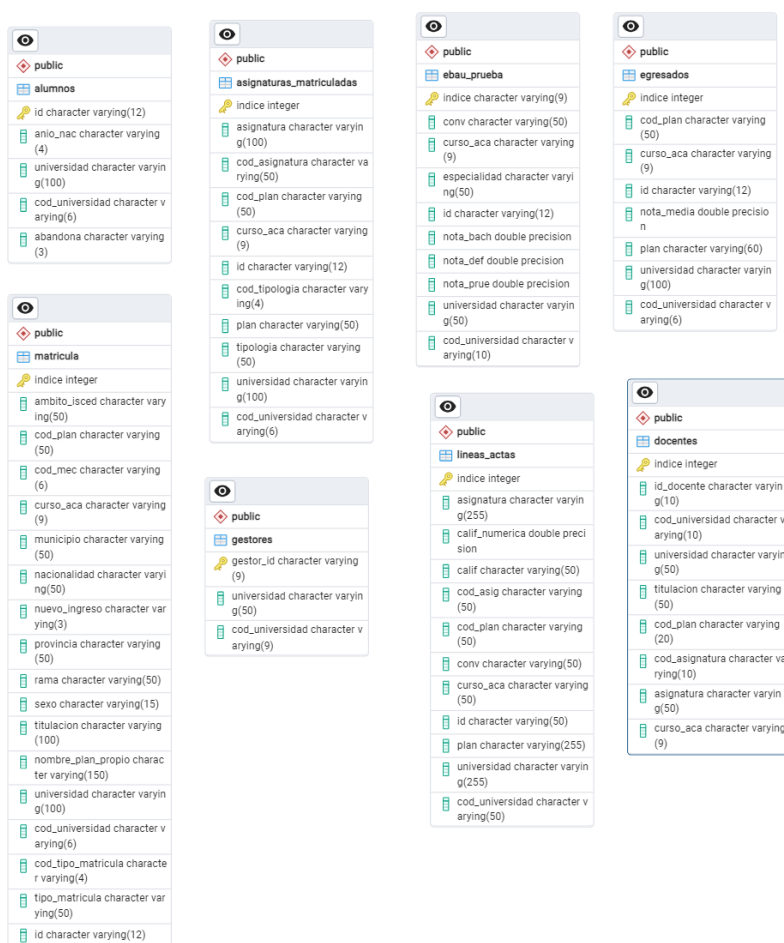 public
alumnos
id character varying(12)
anio_nac character varying
(4)
universidad character varyin
g(100)
cod_universidad character v
arying(6)
abandona character varying
(3)
public
matricula
indice integer
ambito_isced character vary
ing(50)
cod_plan character varying
(50)
cod_mec character varying
(6)
curso_aca character varying
(9)
municipio character varying
(50)
nacionalidad character varyi
ng(50)
nuevo_ingreso character var
ying(3)
provincia character varying
(50)
rama character varying(50)
sexo character varying(15)
titulacion character varying
(100)
nombre_plan_propio charac
ter varying(150)
universidad character varyin
g(100)
cod_universidad character v
arying(6)
cod_tipo_matricula characte
r varying(4)
tipo_matricula character var
ying(50)
id character varying(12)
public
asignaturas_matriculadas
indice integer
asignatura character varyin
g(100)
cod_asignatura character va
rying(50)
cod_plan character varying
(50)
curso_aca character varying
(9)
id character varying(12)
cod_tipologia character vary
ing(4)
plan character varying(50)
tipologia character varying
(50)
universidad character varyin
g(100)
cod_universidad character v
arying(6)
public
gestores
gestor_id character varying
(9)
universidad character varyin
g(50)
cod_universidad character v
arying(9)
public
ebau_prueba
indice character varying(9)
conv character varying(50)
curso_aca character varying
(9)
especialidad character varyi
ng(50)
id character varying(12)
nota_bach double precision
nota_def double precision
nota_prue double precision
universidad character varyin
g(50)
cod_universidad character v
arying(10)
public
lineas_actas
indice integer
asignatura character varyin
g(255)
calif_numerica double preci
sion
calif character varying(50)
cod_asig character varying
(50)
cod_plan character varying
(50)
conv character varying(50)
curso_aca character varying
(50)
id character varying(50)
plan character varying(255)
universidad character varyin
g(255)
cod_universidad character v
arying(50)
public
egresados
indice integer
cod_plan character varying
(50)
curso_aca character varying
(9)
id character varying(12)
nota_media double precisio
n
plan character varying(60)
universidad character varyin
g(100)
cod_universidad character v
arying(6)
public
docentes
indice integer
id_docente character varyin
g(10)
cod_universidad character v
arying(10)
universidad character varyin
g(50)
titulacion character varying
(50)
cod_plan character varying
(20)
cod_asignatura character va
rying(10)
asignatura character varyin
g(50)
curso_aca character varying
(9)